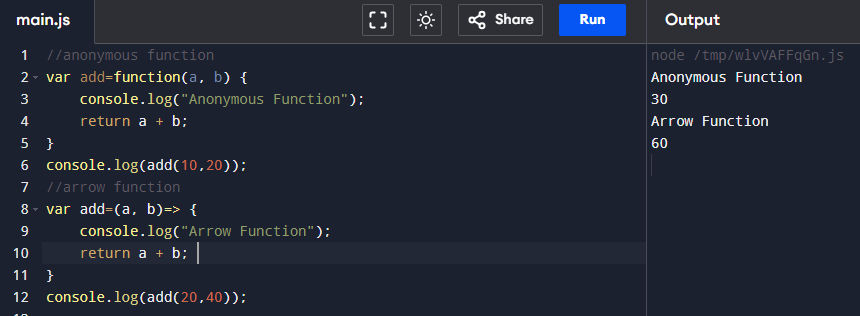 main.js Share Run Output
1 //anonymous function
2 var add=function(a, b) {
3     console.log("Anonymous Function");
4     return a + b;
5 }
6 console.log(add(10,20));
7 //arrow function
8 var add=(a, b)=> {
9     console.log("Arrow Function");
10     return a + b;
11 }
12 console.log(add(20,40));
node /tmp/wlvVAFFqGn.js
Anonymous Function
30
Arrow Function
60